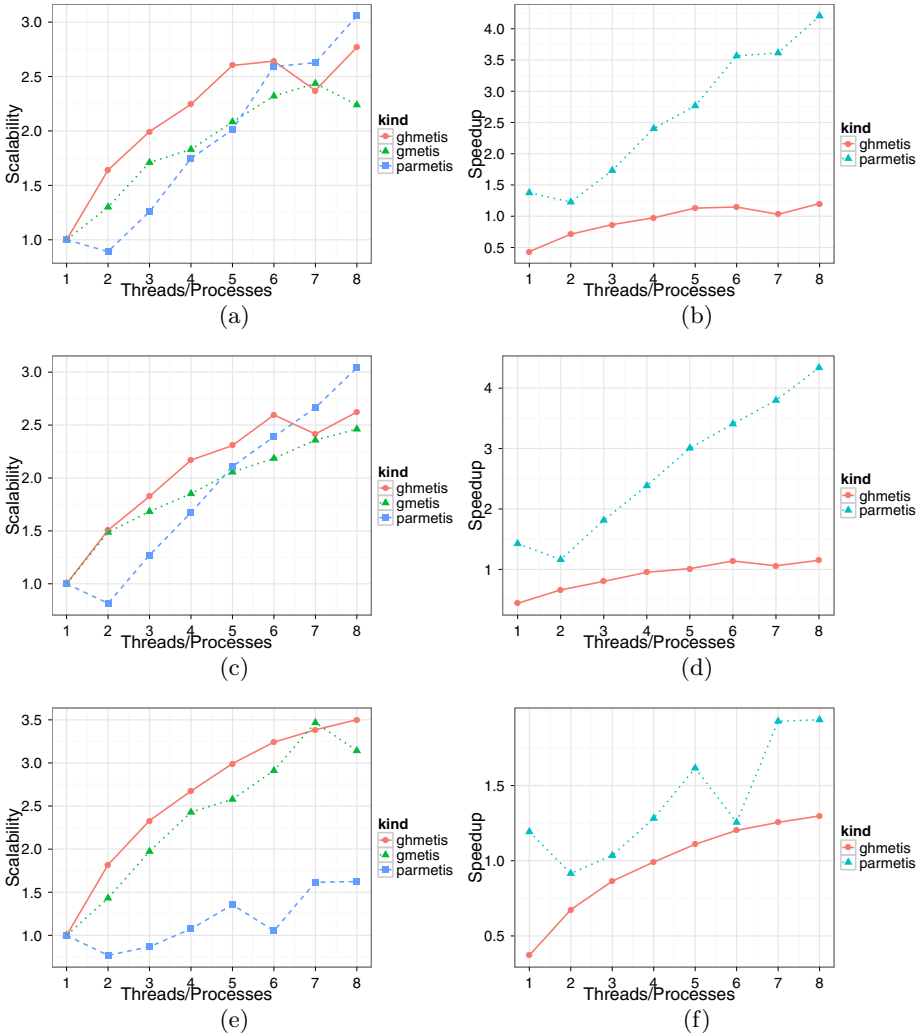 Scalability
3.0
2.5
2.0
1.5
1.0
1 2 3 4 5 6 7 8
Threads/Processes
kind
ghmetis
gmetis
parmetis
(a)
Speedup
4.0
3.5
3.0
2.5
2.0
1.5
1.0
0.5
1 2 3 4 5 6 7 8
Threads/Processes
kind
ghmetis
parmetis
(b)
Scalability
3.0
2.5
2.0
1.5
1.0
1 2 3 4 5 6 7 8
Threads/Processes
kind
ghmetis
gmetis
parmetis
(c)
Speedup
4
3
2
1
1 2 3 4 5 6 7 8
Threads/Processes
kind
ghmetis
parmetis
(d)
Scalability
3.5
3.0
2.5
2.0
1.5
1.0
1 2 3 4 5 6 7 8
Threads/Processes
kind
ghmetis
gmetis
parmetis
(e)
Speedup
1.5
1.0
0.5
1 2 3 4 5 6 7 8
Threads/Processes
kind
ghmetis
parmetis
(f)